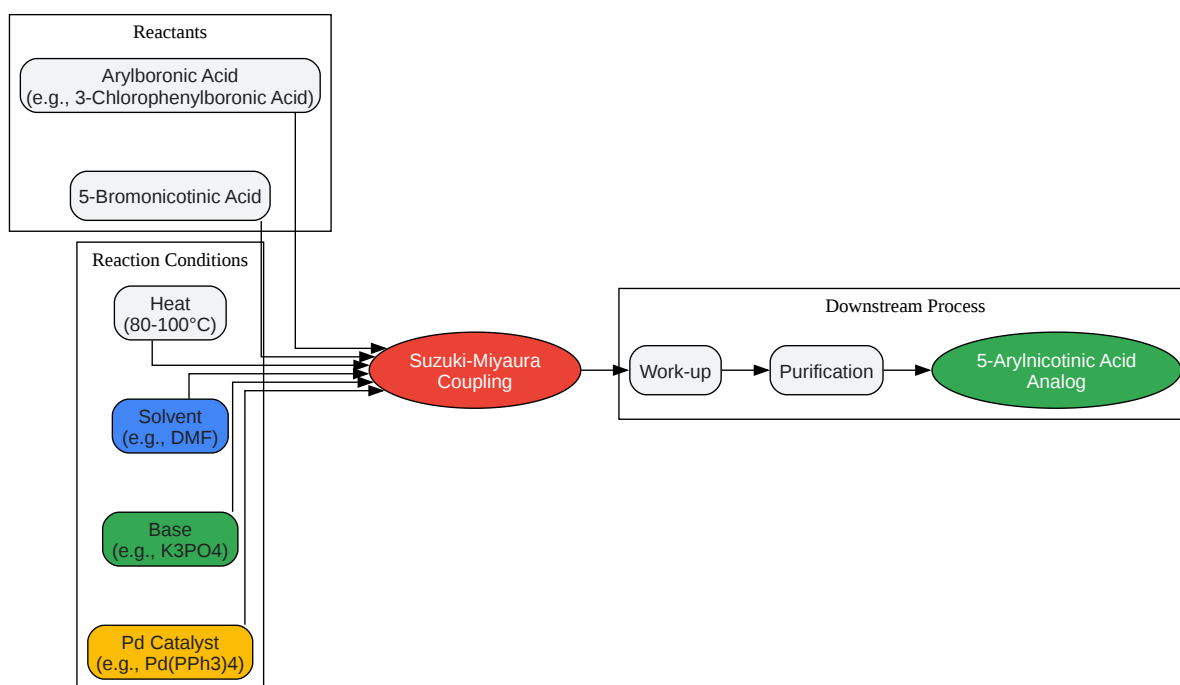 Reactants
Arylboronic Acid
(e.g., 3-Chlorophenylboronic Acid)
5-Bromonicotinic Acid
Reaction Conditions
Heat
(80-100°C)
Solvent
(e.g., DMF)
Base
(e.g., K3PO4)
Pd Catalyst
(e.g., Pd(PPh3)4)
Suzuki-Miyaura
Coupling
Downstream Process
Work-up
Purification
5-Arylnicotinic Acid
Analog